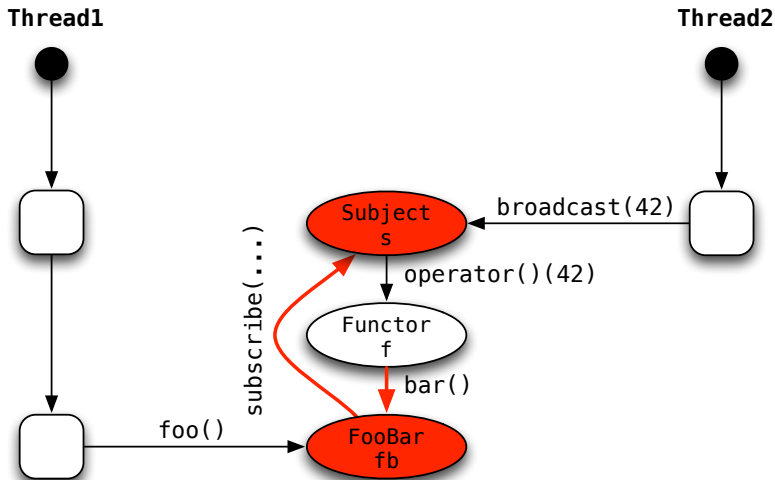 Thread1
Thread2
Subject
s
broadcast(42)
operator()(42)
subscribe(...)
Functor
f
bar()
foo()
FooBar
fb